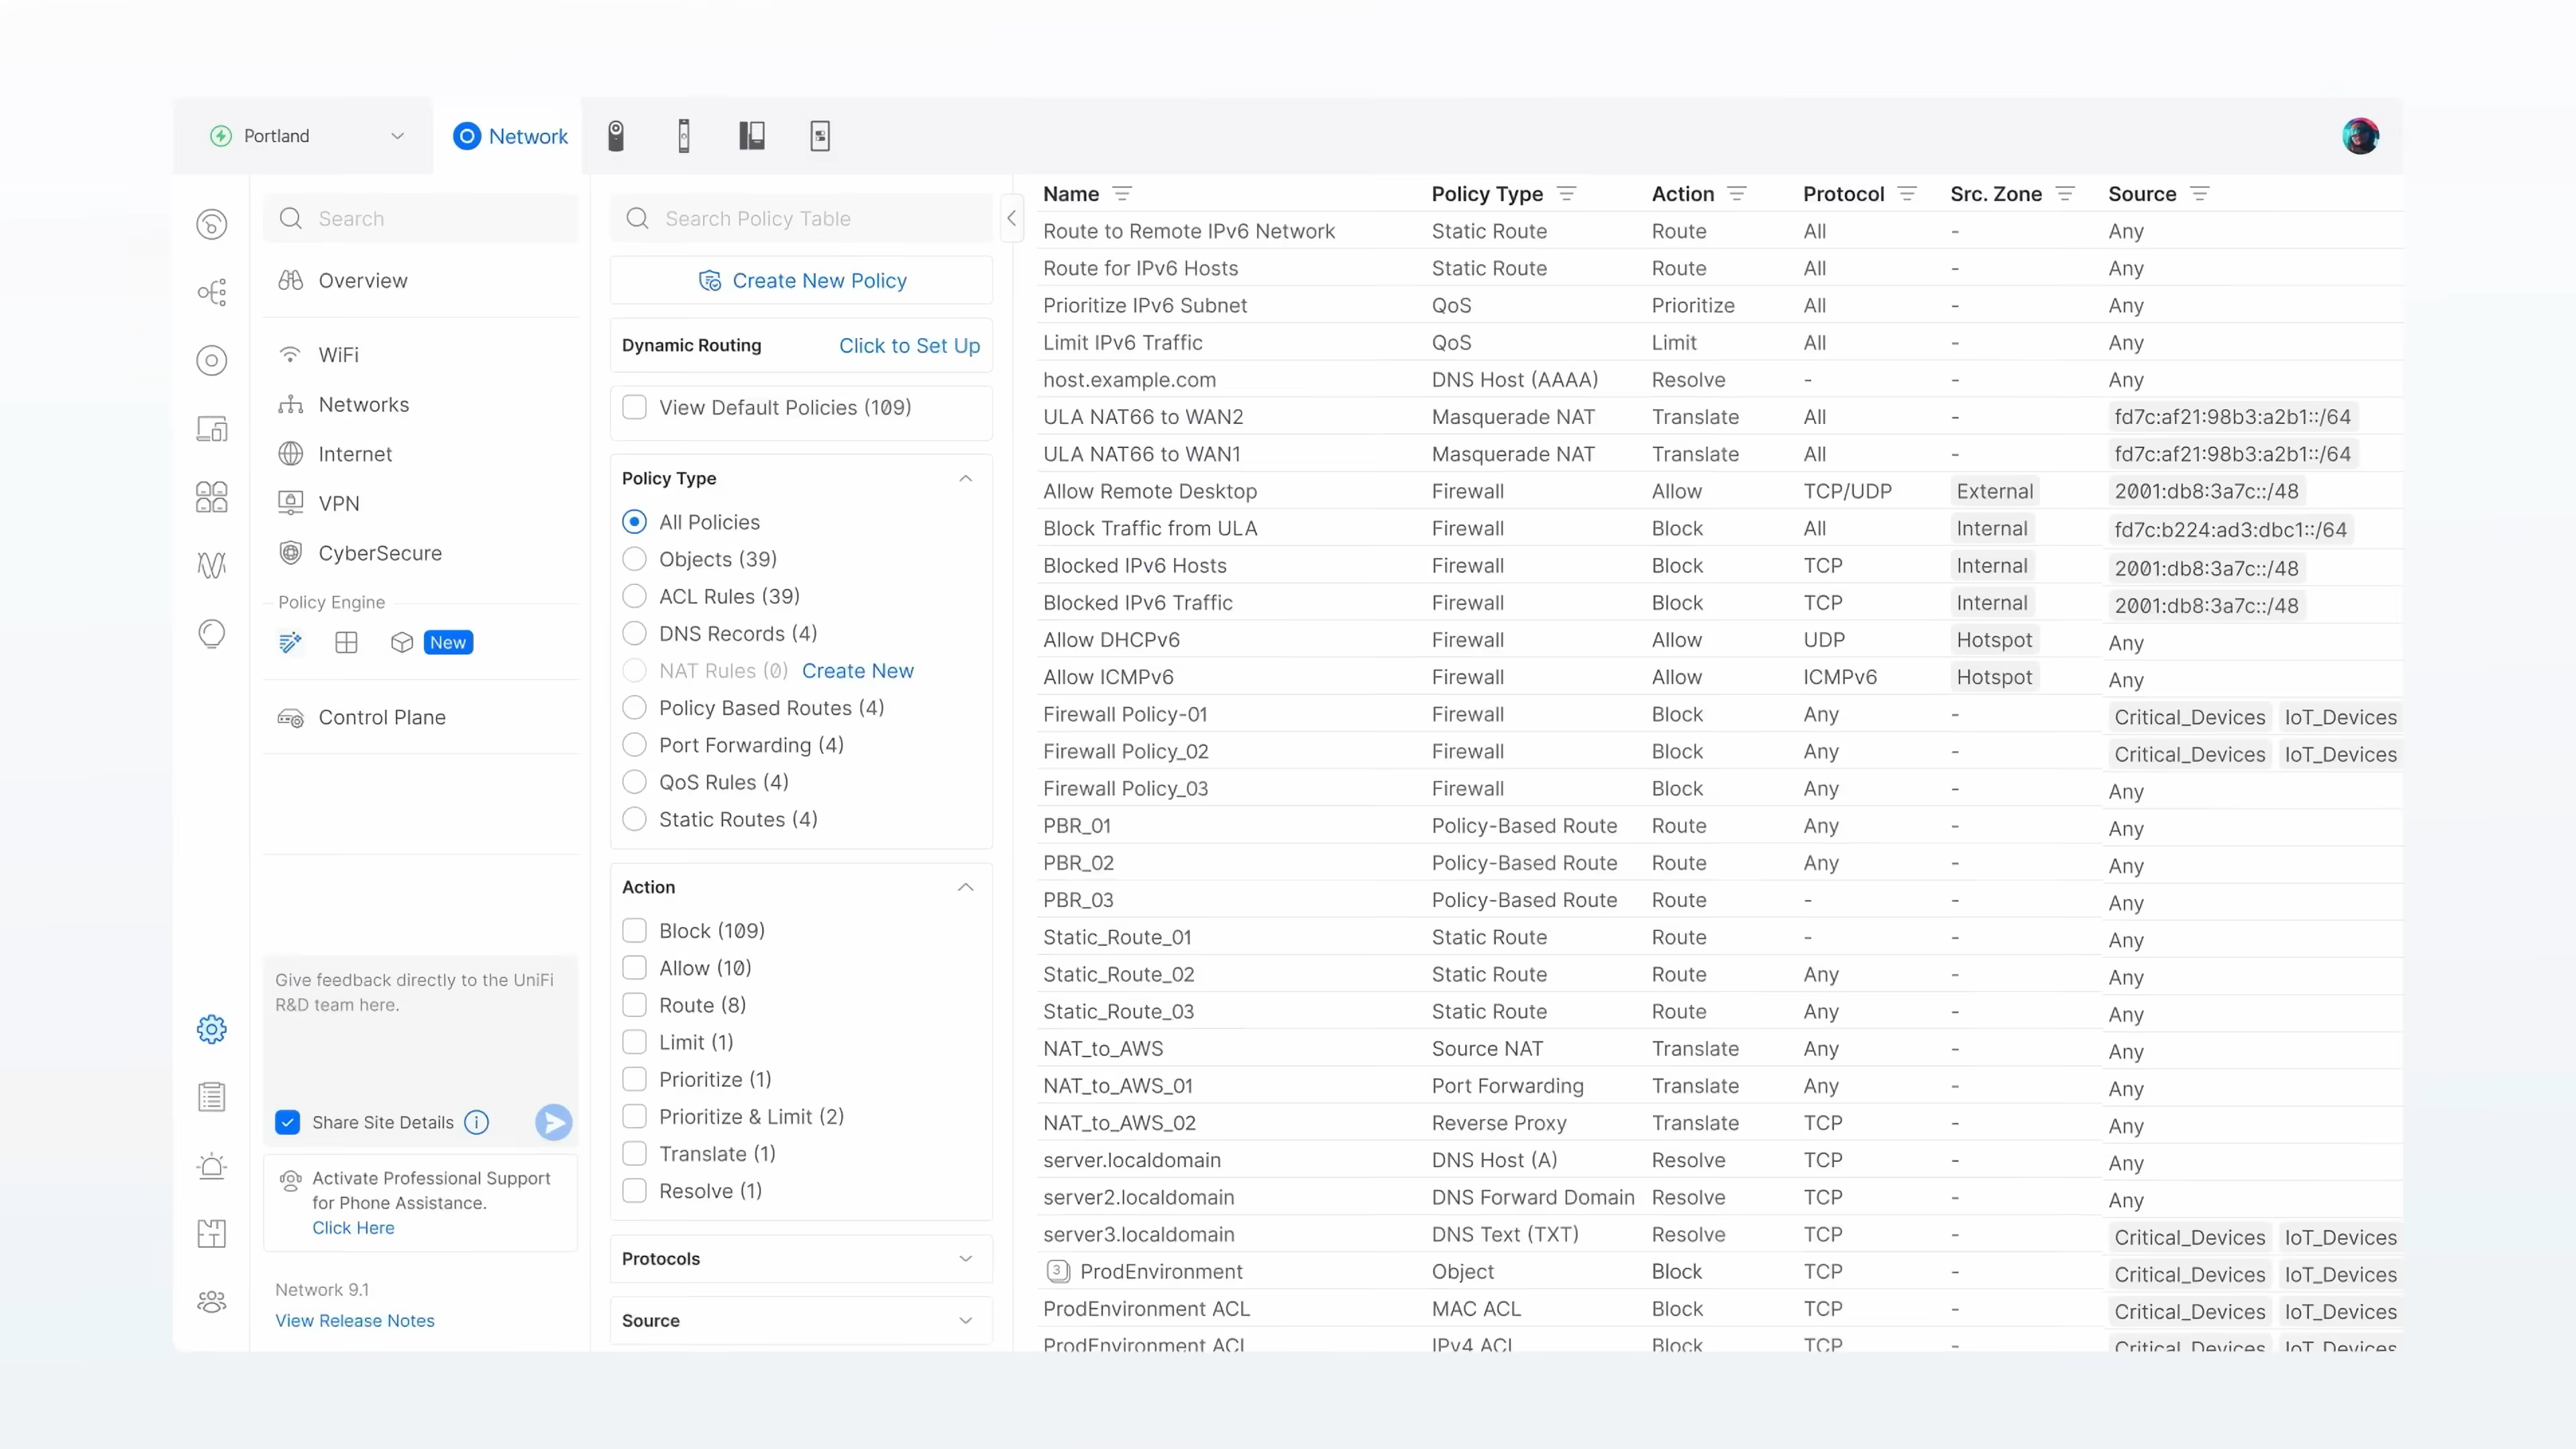 Portland
Network
Search
Overview
WiFi
Networks
Internet
VPN
CyberSecure
Policy Engine
New
Control Plane
Give feedback directly to the UniFi
R&D team here.
Share Site Details
Activate Professional Support
for Phone Assistance.
Click Here
Network 9.1
View Release Notes
Search Policy Table
Create New Policy
Dynamic Routing Click to Set Up
View Default Policies (109)
Policy Type
All Policies
Objects (39)
ACL Rules (39)
DNS Records (4)
NAT Rules (0) Create New
Policy Based Routes (4)
Port Forwarding (4)
QoS Rules (4)
Static Routes (4)
Action
Block (109)
Allow (10)
Route (8)
Limit (1)
Prioritize (1)
Prioritize & Limit (2)
Translate (1)
Resolve (1)
Protocols
Source
Name Policy Type Action Protocol Src. Zone Source
Route to Remote IPv6 Network Static Route Route All - Any
Route for IPv6 Hosts Static Route Route All - Any
Prioritize IPv6 Subnet QoS Prioritize All - Any
Limit IPv6 Traffic QoS Limit All - Any
host.example.com DNS Host (AAAA) Resolve - - Any
ULA NAT66 to WAN2 Masquerade NAT Translate All - fd7c:af21:98b3:a2b1::/64
ULA NAT66 to WAN1 Masquerade NAT Translate All - fd7c:af21:98b3:a2b1::/64
Allow Remote Desktop Firewall Allow TCP/UDP External 2001:db8:3a7c::/48
Block Traffic from ULA Firewall Block All Internal fd7c:b224:ad3:dbc1::/64
Blocked IPv6 Hosts Firewall Block TCP Internal 2001:db8:3a7c::/48
Blocked IPv6 Traffic Firewall Block TCP Internal 2001:db8:3a7c::/48
Allow DHCPv6 Firewall Allow UDP Hotspot Any
Allow ICMPv6 Firewall Allow ICMPv6 Hotspot Any
Firewall Policy-01 Firewall Block Any - Critical_Devices IoT_Devices
Firewall Policy_02 Firewall Block Any - Critical_Devices IoT_Devices
Firewall Policy_03 Firewall Block Any - Any
PBR_01 Policy-Based Route Route Any - Any
PBR_02 Policy-Based Route Route Any - Any
PBR_03 Policy-Based Route Route - - Any
Static_Route_01 Static Route Route - - Any
Static_Route_02 Static Route Route Any - Any
Static_Route_03 Static Route Route Any - Any
NAT_to_AWS Source NAT Translate Any - Any
NAT_to_AWS_01 Port Forwarding Translate Any - Any
NAT_to_AWS_02 Reverse Proxy Translate TCP - Any
server.localdomain DNS Host (A) Resolve TCP - Any
server2.localdomain DNS Forward Domain Resolve TCP - Any
server3.localdomain DNS Text (TXT) Resolve TCP - Critical_Devices IoT_Devices
3 ProdEnvironment Object Block TCP - Critical_Devices IoT_Devices
ProdEnvironment ACL MAC ACL Block TCP - Critical_Devices IoT_Devices
ProdEnvironment ACL IPv4 ACL Block TCP - Critical_Devices IoT_Devices